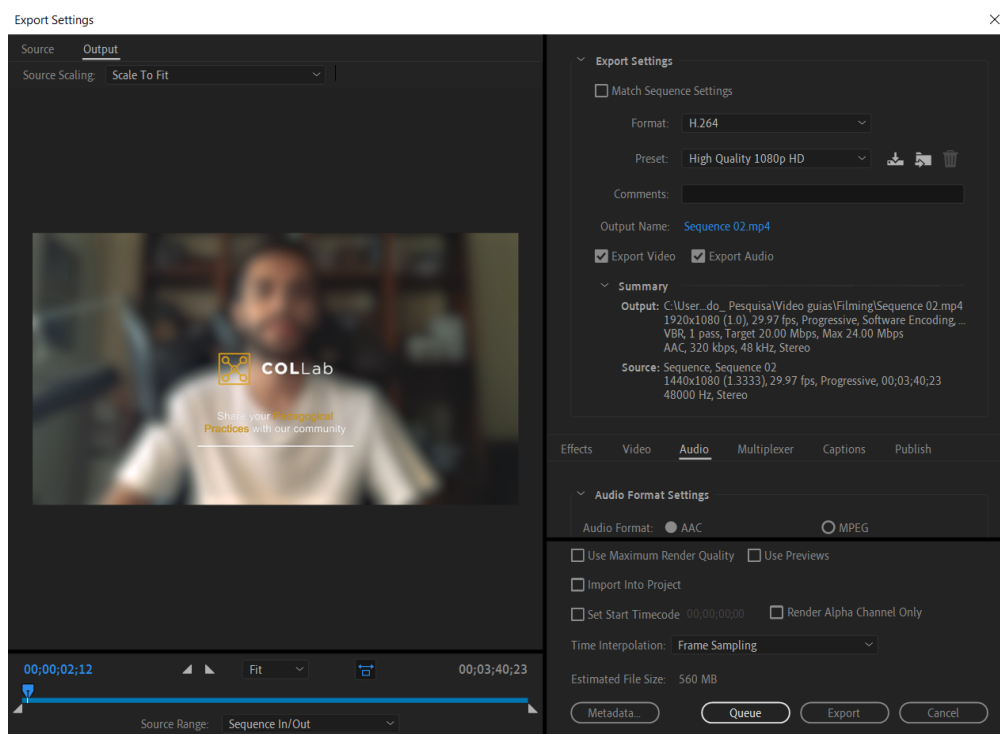 Export Settings
Source Output
Source Scaling: Scale To Fit
COLLab
Share your Pedagogical
Practices with our community
00;00;02;12 Fit 00;03;40;23
Source Range: Sequence In/Out
Export Settings
Match Sequence Settings
Format: H.264
Preset: High Quality 1080p HD
Comments:
Output Name: Sequence 02.mp4
Export Video Export Audio
Summary
Output: C:\User...do_ Pesquisa\Video guias\Filming\Sequence 02.mp4
1920x1080 (1.0), 29.97 fps, Progressive, Software Encoding, ...
VBR, 1 pass, Target 20.00 Mbps, Max 24.00 Mbps
AAC, 320 kbps, 48 kHz, Stereo
Source: Sequence, Sequence 02
1440x1080 (1.3333), 29.97 fps, Progressive, 00;03;40;23
48000 Hz, Stereo
Effects Video Audio Multiplexer Captions Publish
Audio Format Settings
Audio Format: AAC MPEG
Use Maximum Render Quality Use Previews
Import Into Project
Set Start Timecode 00;00;00;00 Render Alpha Channel Only
Time Interpolation: Frame Sampling
Estimated File Size: 560 MB
Metadata... Queue Export Cancel